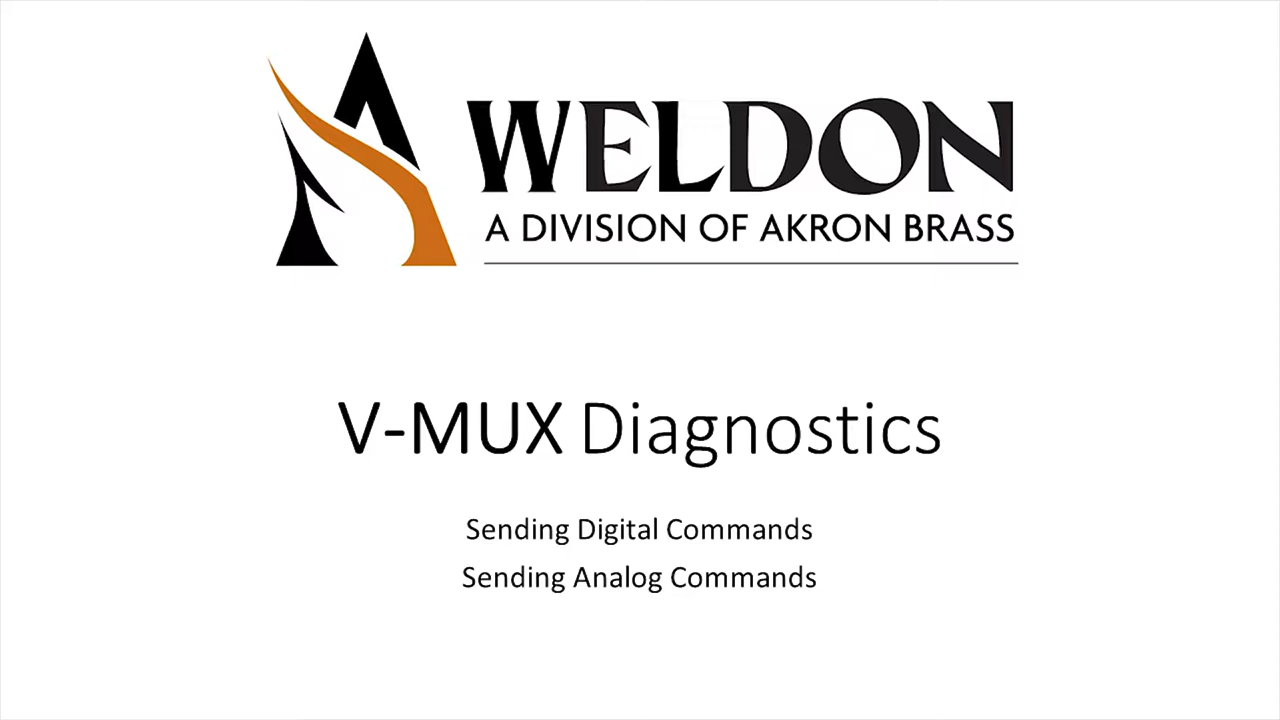 WELDON
A DIVISION OF AKRON BRASS
V-MUX Diagnostics
Sending Digital Commands
Sending Analog Commands